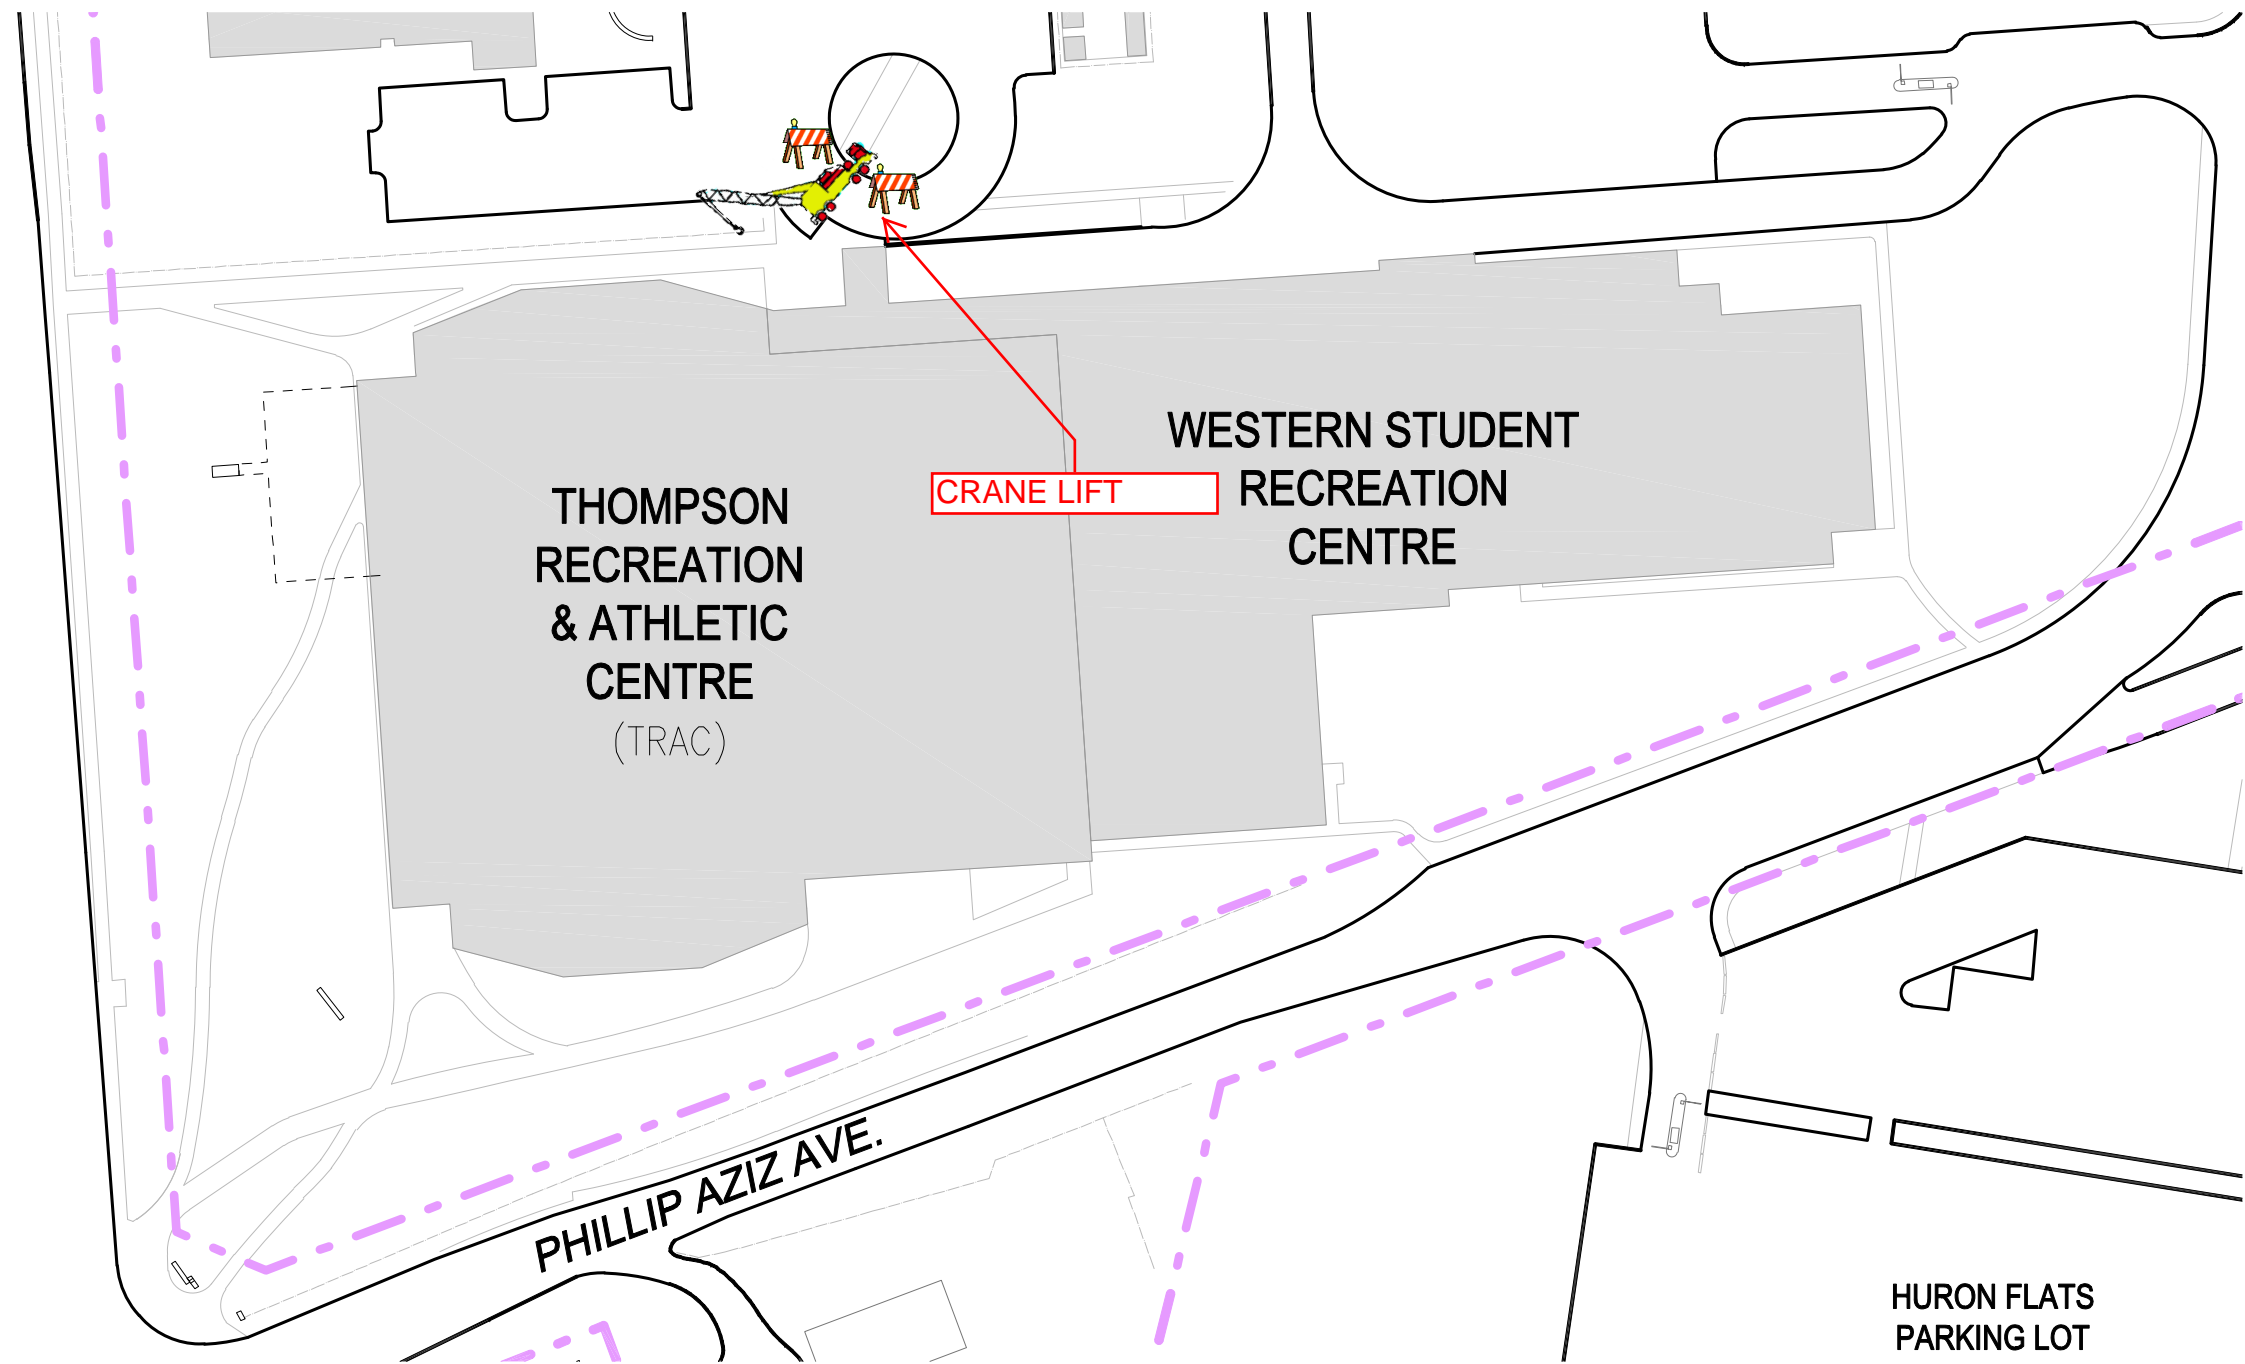 CRANE LIFT
WESTERN STUDENT
RECREATION
CENTRE
THOMPSON
RECREATION
& ATHLETIC
CENTRE
(TRAC)
PHILLIP AZIZ AVE.
HURON FLATS
PARKING LOT